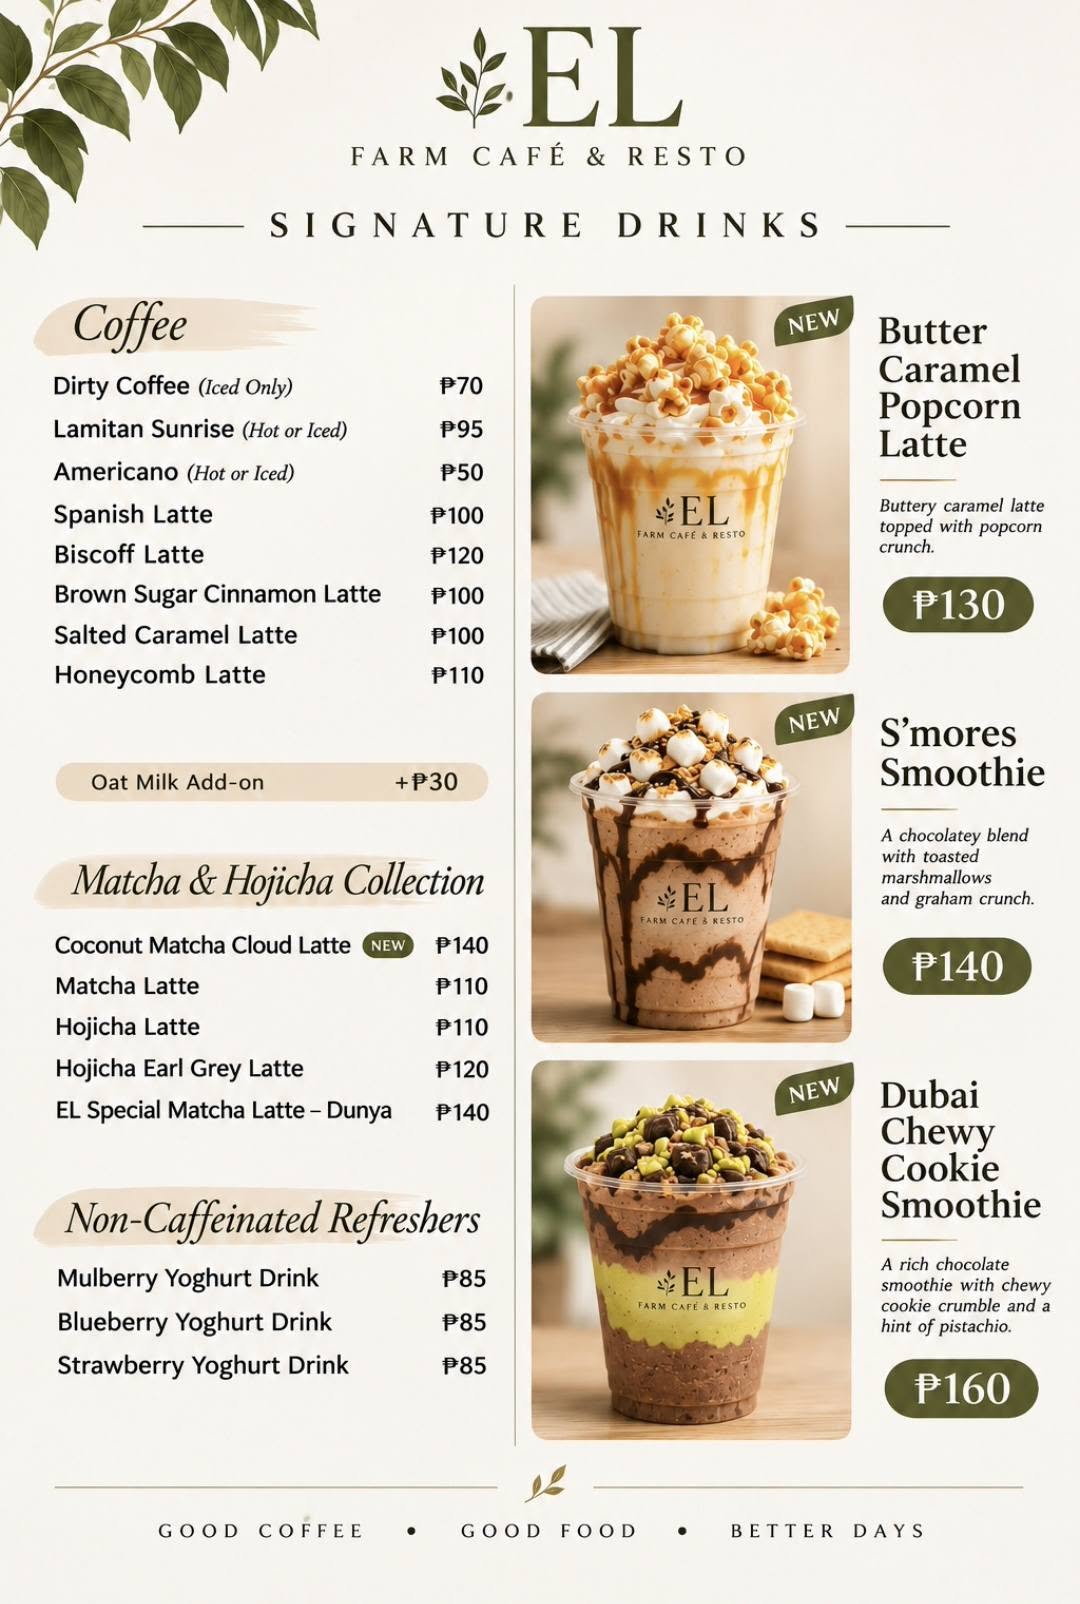 EL
FARM CAFÉ & RESTO
SIGNATURE DRINKS
Coffee
Dirty Coffee (Iced Only) ₱70
Lamitan Sunrise (Hot or Iced) ₱95
Americano (Hot or Iced) ₱50
Spanish Latte ₱100
Biscoff Latte ₱120
Brown Sugar Cinnamon Latte ₱100
Salted Caramel Latte ₱100
Honeycomb Latte ₱110
Oat Milk Add-on +₱30
Matcha & Hojicha Collection
Coconut Matcha Cloud Latte NEW ₱140
Matcha Latte ₱110
Hojicha Latte ₱110
Hojicha Earl Grey Latte ₱120
EL Special Matcha Latte – Dunya ₱140
Non-Caffeinated Refreshers
Mulberry Yoghurt Drink ₱85
Blueberry Yoghurt Drink ₱85
Strawberry Yoghurt Drink ₱85
NEW
EL
FARM CAFÉ & RESTO
Butter
Caramel
Popcorn
Latte
Buttery caramel latte
topped with popcorn
crunch.
₱130
NEW
EL
FARM CAFÉ & RESTO
S'mores
Smoothie
A chocolatey blend
with toasted
marshmallows
and graham crunch.
₱140
NEW
EL
FARM CAFÉ & RESTO
Dubai
Chewy
Cookie
Smoothie
A rich chocolate
smoothie with chewy
cookie crumble and a
hint of pistachio.
₱160
GOOD COFFEE • GOOD FOOD • BETTER DAYS